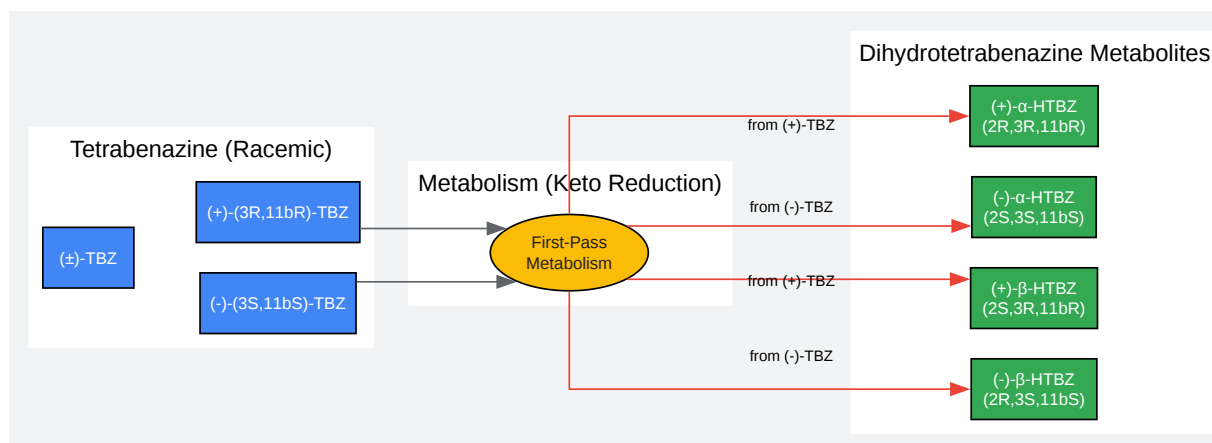 Tetrabenazine (Racemic)
(±)-TBZ
(+)-(3R,11bR)-TBZ
(-)-(3S,11bS)-TBZ
Metabolism (Keto Reduction)
First-Pass
Metabolism
from (+)-TBZ
from (-)-TBZ
from (+)-TBZ
from (-)-TBZ
Dihydrotetrabenazine Metabolites
(+)-α-HTBZ
(2R,3R,11bR)
(-)-α-HTBZ
(2S,3S,11bS)
(+)-β-HTBZ
(2S,3R,11bR)
(-)-β-HTBZ
(2R,3S,11bS)